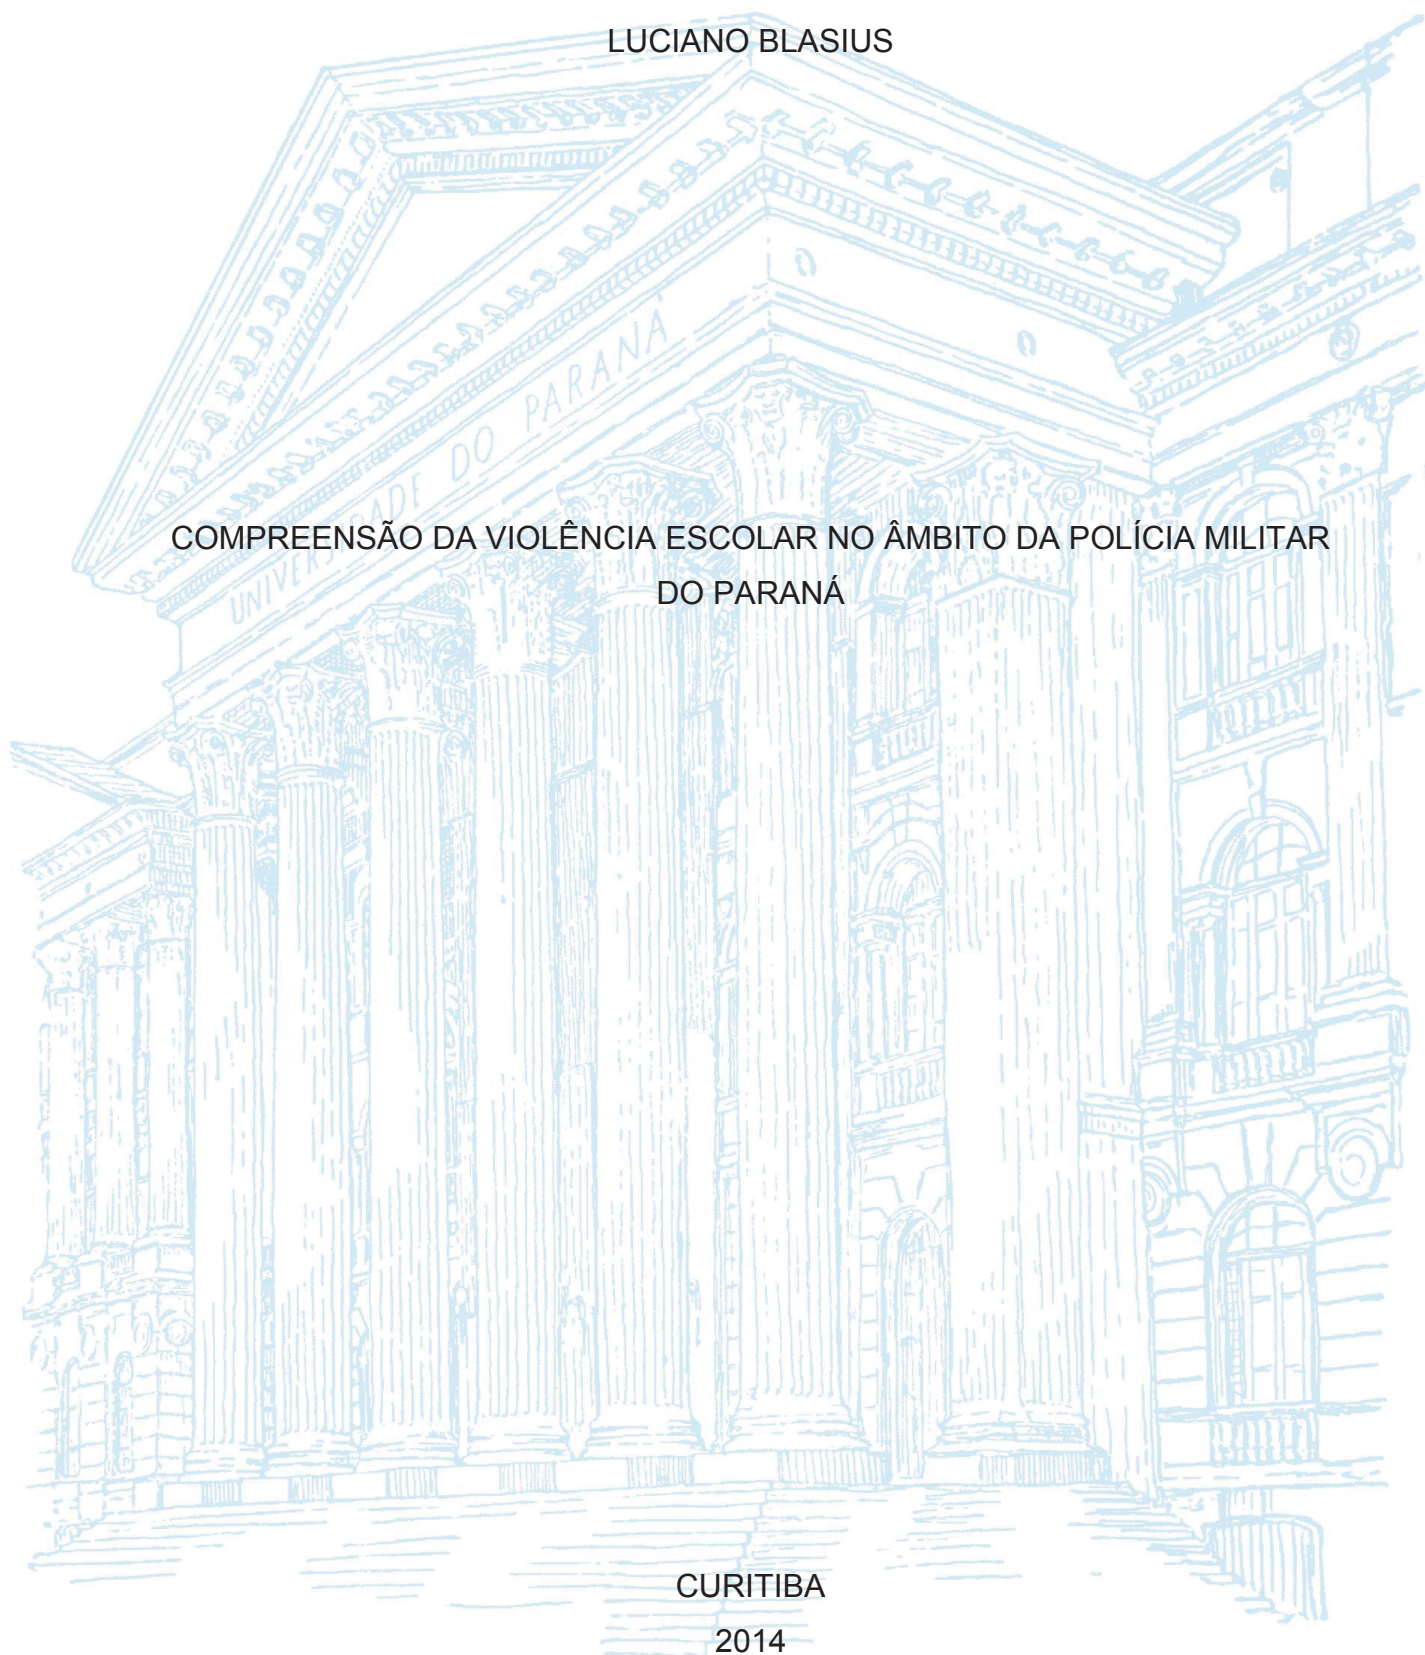 LUCIANO BLASIUS
UNIVERSIDADE DO PARANÁ
COMPREENSÃO DA VIOLÊNCIA ESCOLAR NO ÂMBITO DA POLÍCIA MILITAR
DO PARANÁ
CURITIBA
2014